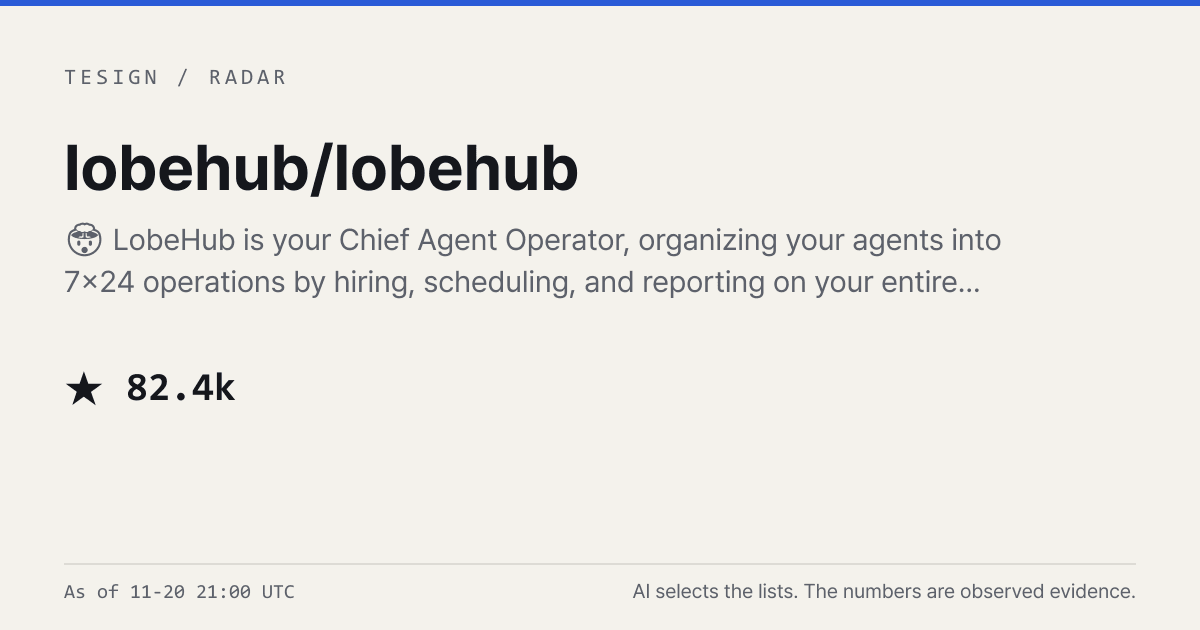 TESIGN / RADAR
lobehub/lobehub
🤯 LobeHub is your Chief Agent Operator, organizing your agents into
7×24 operations by hiring, scheduling, and reporting on your entire…
★ 82.4k
As of 11-20 21:00 UTC
AI selects the lists. The numbers are observed evidence.